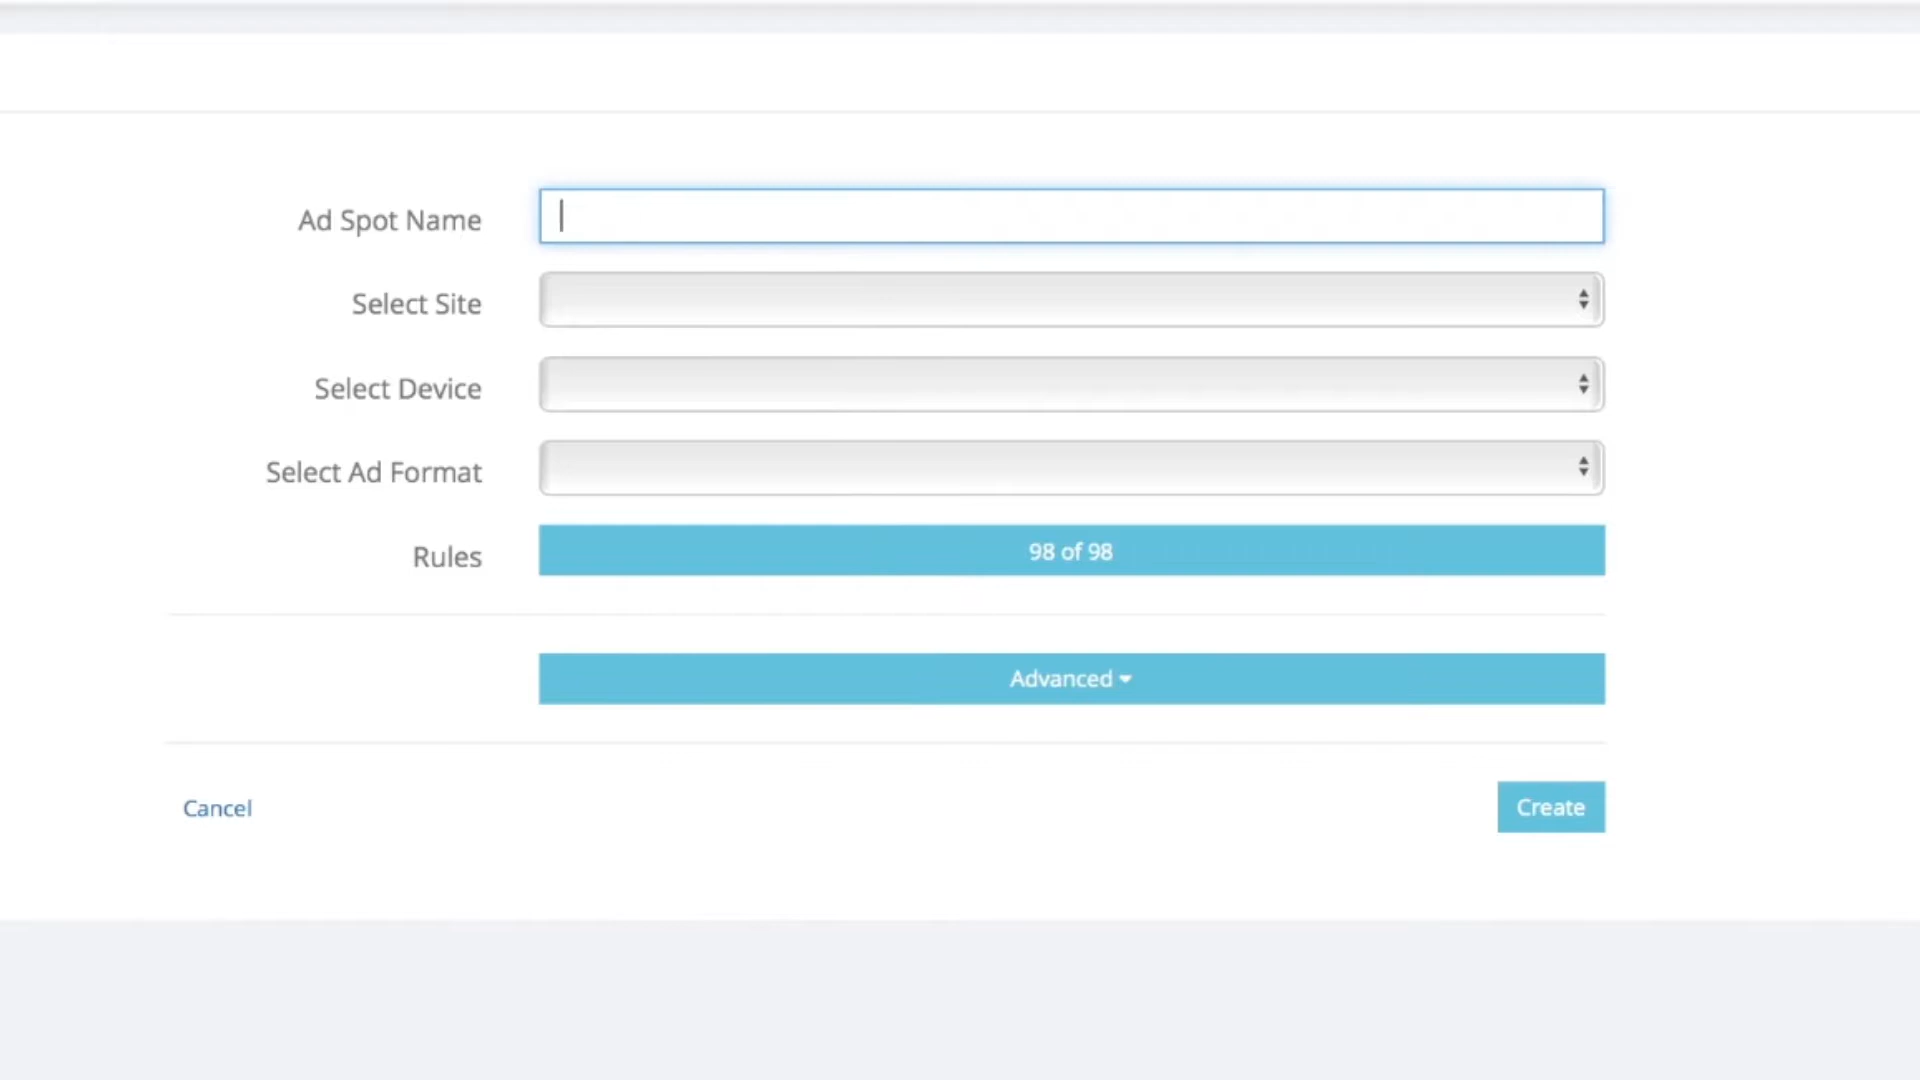 Ad Spot Name
Select Site
Select Device
Select Ad Format
Rules
98 of 98
Advanced
Cancel
Create